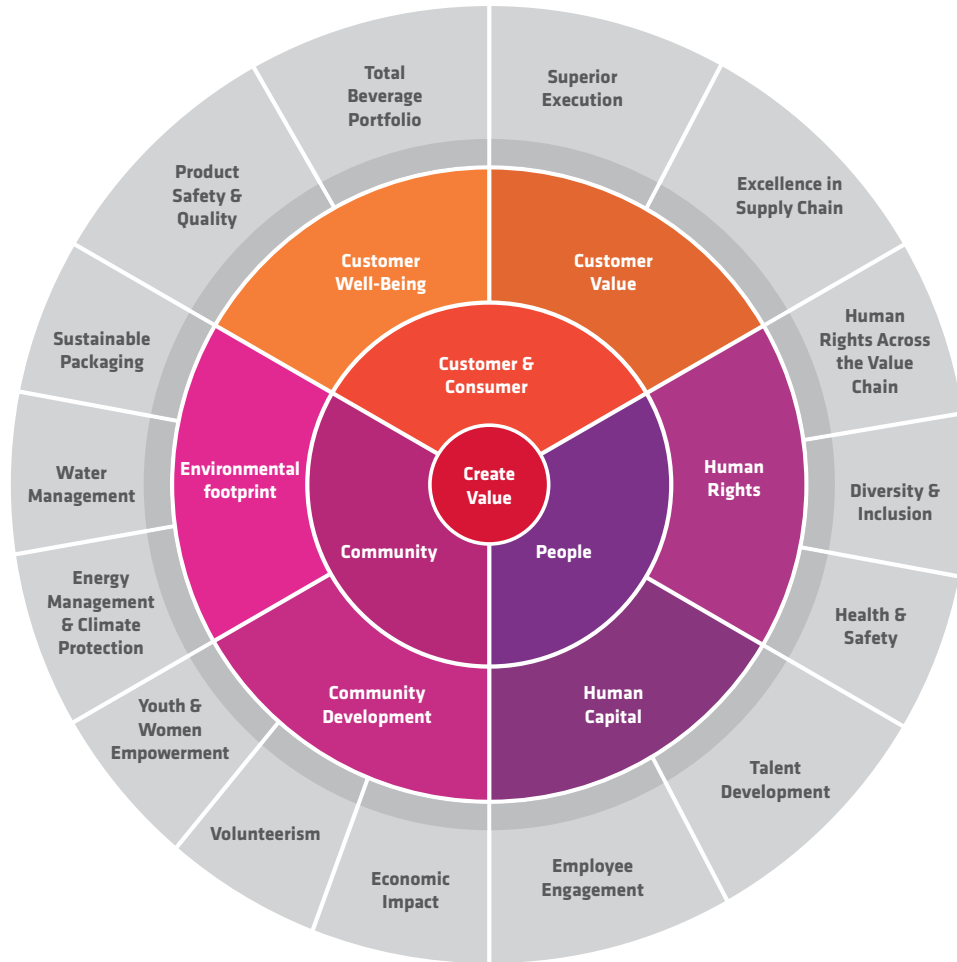 Total
Beverage
Portfolio
Superior
Execution
Excellence in
Supply Chain
Human
Rights Across
the Value
Chain
Diversity &
Inclusion
Health &
Safety
Talent
Development
Employee
Engagement
Economic
Impact
Volunteerism
Youth &
Women
Empowerment
Energy
Management
& Climate
Protection
Water
Management
Sustainable
Packaging
Product
Safety &
Quality
Customer
Well-Being
Customer
Value
Human
Rights
Human
Capital
Community
Development
Environmental
footprint
Customer &
Consumer
People
Community
Create
Value